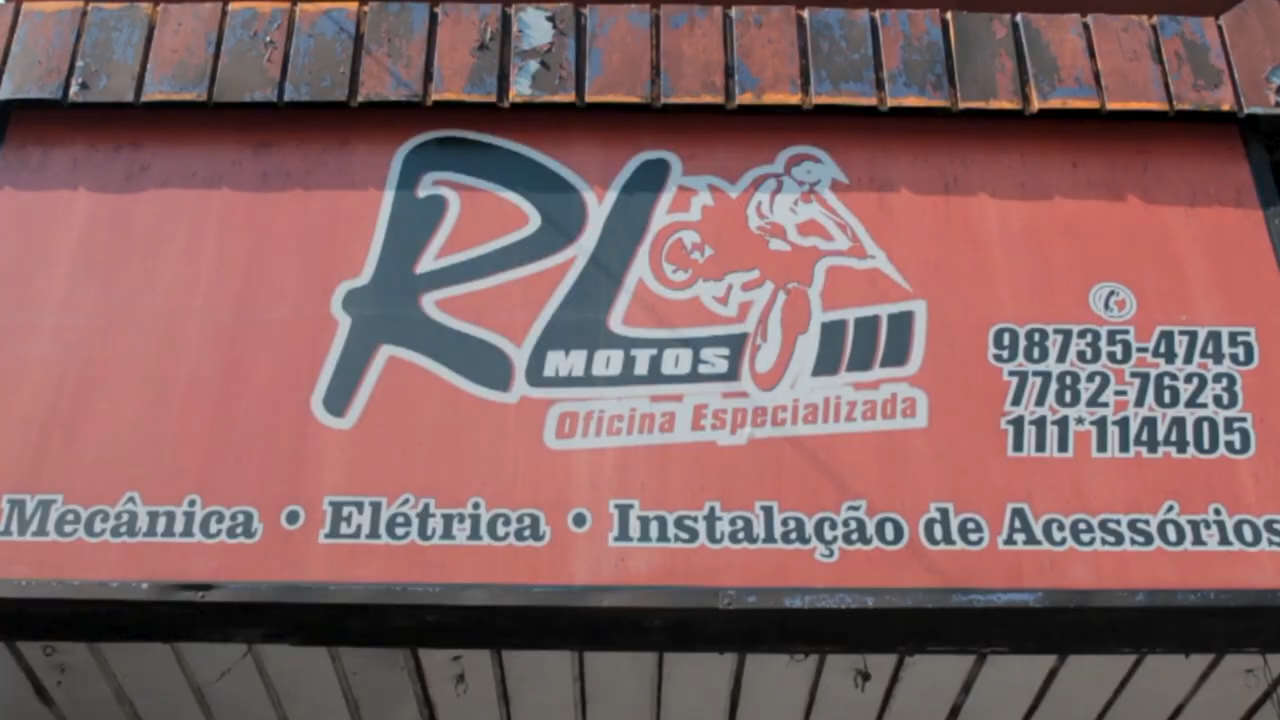 RL
MOTOS
Oficina Especializada
98735-4745
7782-7623
111*114405
Mecânica • Elétrica • Instalação de Acessórios